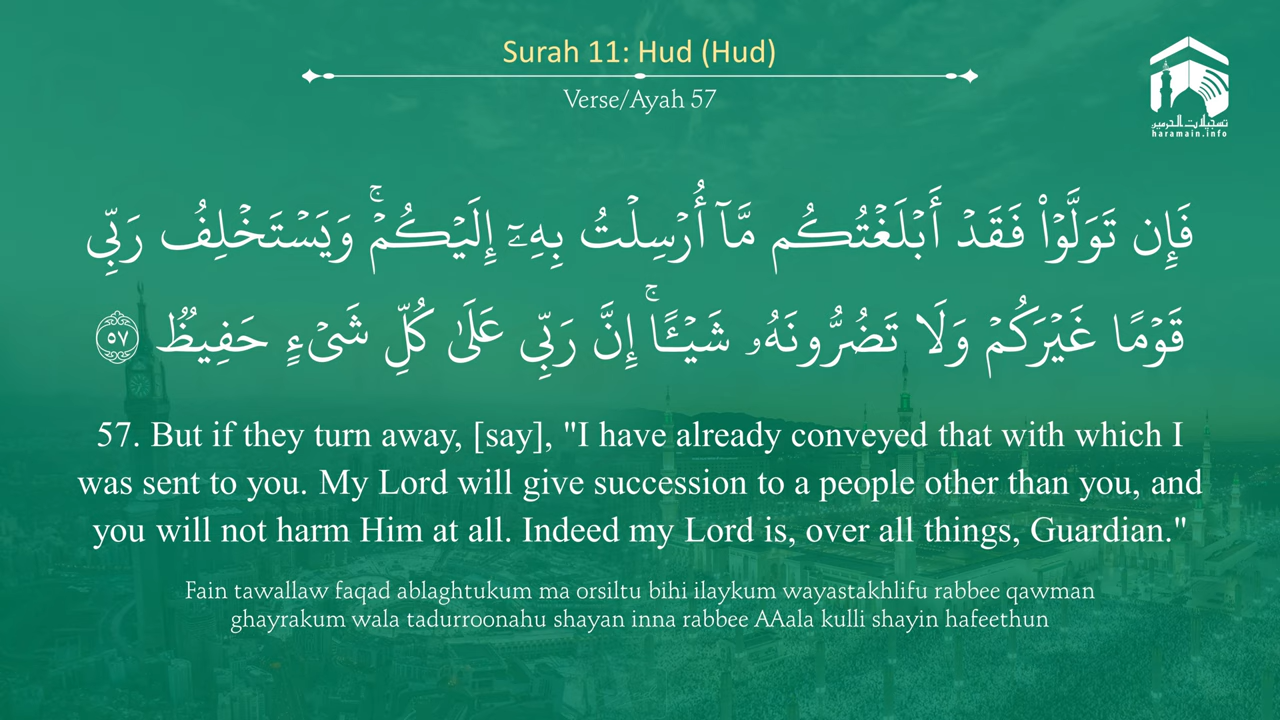 Surah 11: Hud (Hud)
Verse/Ayah 57
تسجيلات الحرمين
haramain.info
فَإِن تَوَلَّوْا۟ فَقَدْ أَبْلَغْتُكُم مَّآ أُرْسِلْتُ بِهِۦٓ إِلَيْكُمْ ۚ وَيَسْتَخْلِفُ رَبِّى
قَوْمًا غَيْرَكُمْ وَلَا تَضُرُّونَهُۥ شَيْـًٔا ۚ إِنَّ رَبِّى عَلَىٰ كُلِّ شَىْءٍ حَفِيظٌ ٥٧
57. But if they turn away, [say], "I have already conveyed that with which I
was sent to you. My Lord will give succession to a people other than you, and
you will not harm Him at all. Indeed my Lord is, over all things, Guardian."
Fain tawallaw faqad ablaghtukum ma orsiltu bihi ilaykum wayastakhlifu rabbee qawman
ghayrakum wala tadurroonahu shayan inna rabbee AAala kulli shayin hafeethun